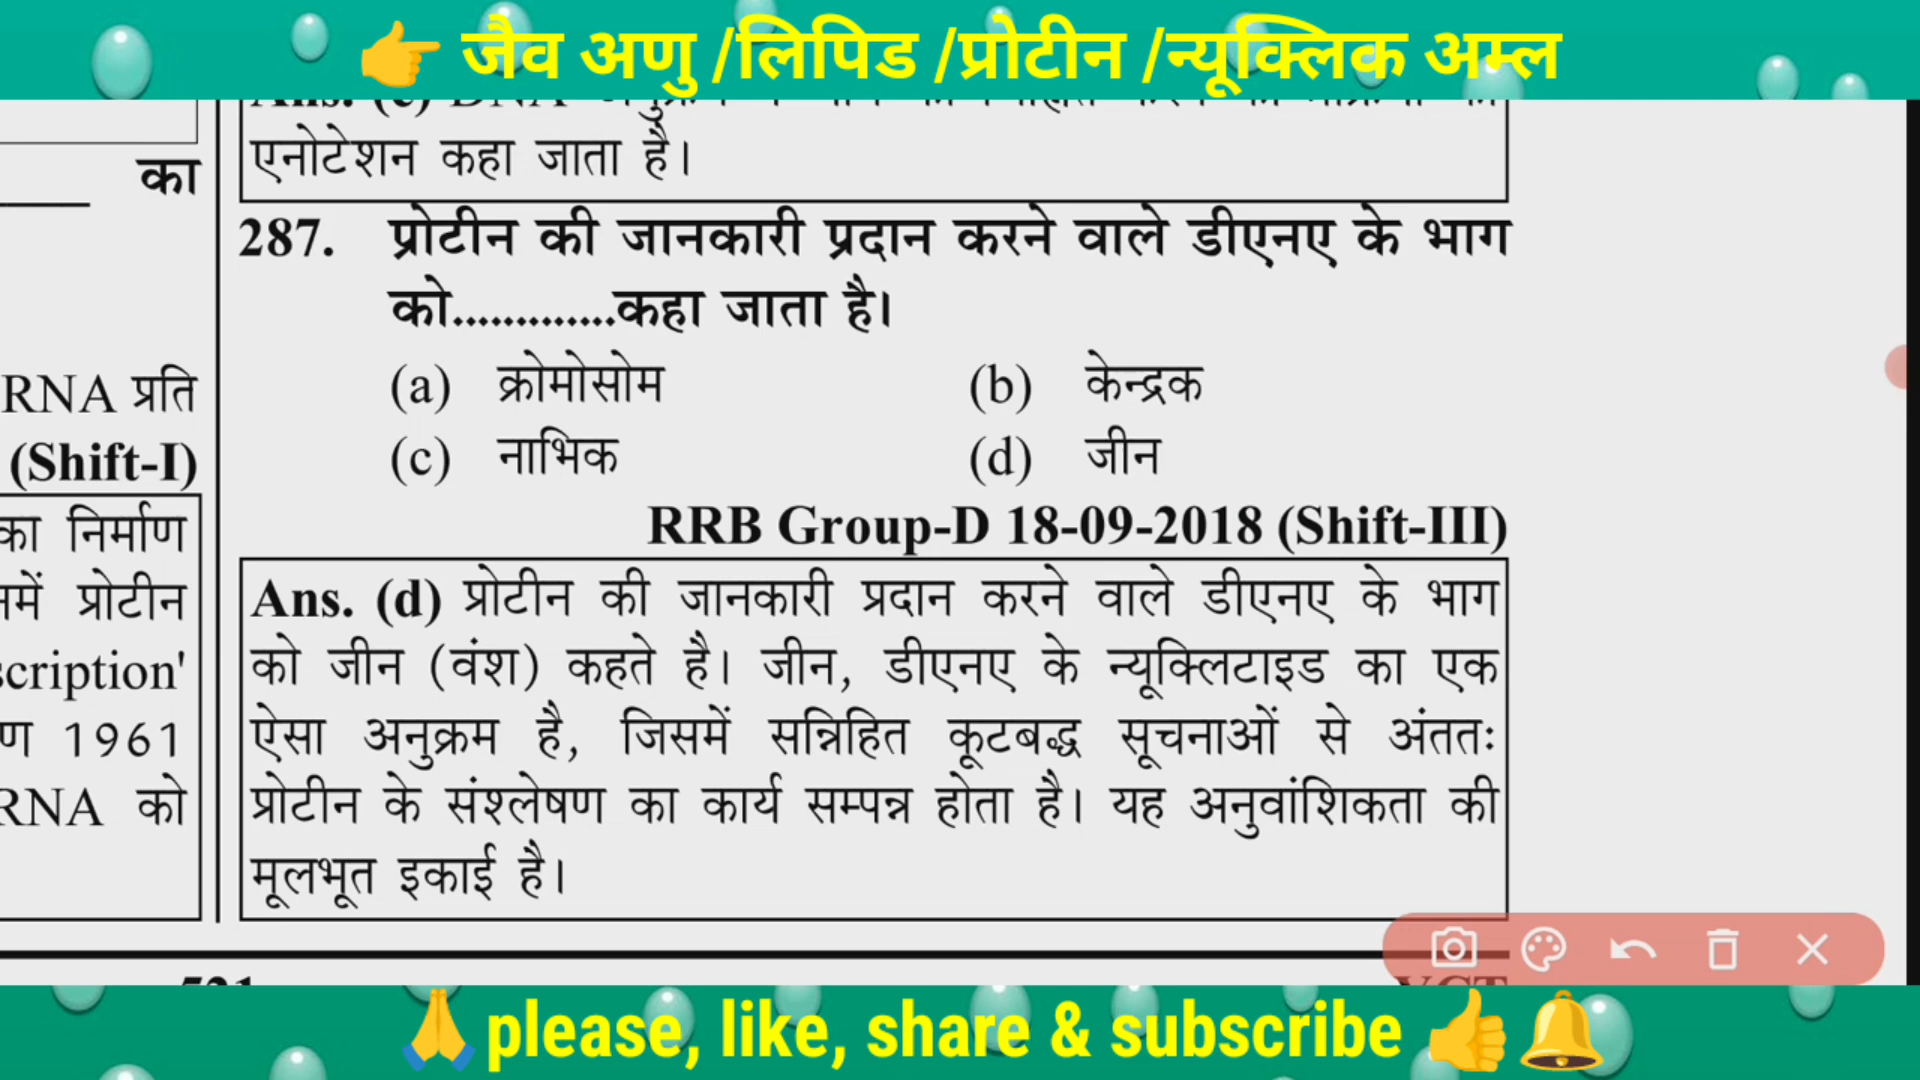 👉 जैव अणु /लिपिड /प्रोटीन /न्यूक्लिक अम्ल
एनोटेशन कहा जाता है।
का
287. प्रोटीन की जानकारी प्रदान करने वाले डीएनए के भाग
को.............कहा जाता है।
(a) क्रोमोसोम (b) केन्द्रक
(c) नाभिक (d) जीन
RRB Group-D 18-09-2018 (Shift-III)
Ans. (d) प्रोटीन की जानकारी प्रदान करने वाले डीएनए के भाग
को जीन (वंश) कहते है। जीन, डीएनए के न्यूक्लिटाइड का एक
ऐसा अनुक्रम है, जिसमें सन्निहित कूटबद्ध सूचनाओं से अंततः
प्रोटीन के संश्लेषण का कार्य सम्पन्न होता है। यह अनुवांशिकता की
मूलभूत इकाई है।
RNA प्रति
(Shift-I)
का निर्माण
में प्रोटीन
scription'
ण 1961
RNA को
🙏 please, like, share & subscribe 👍🔔